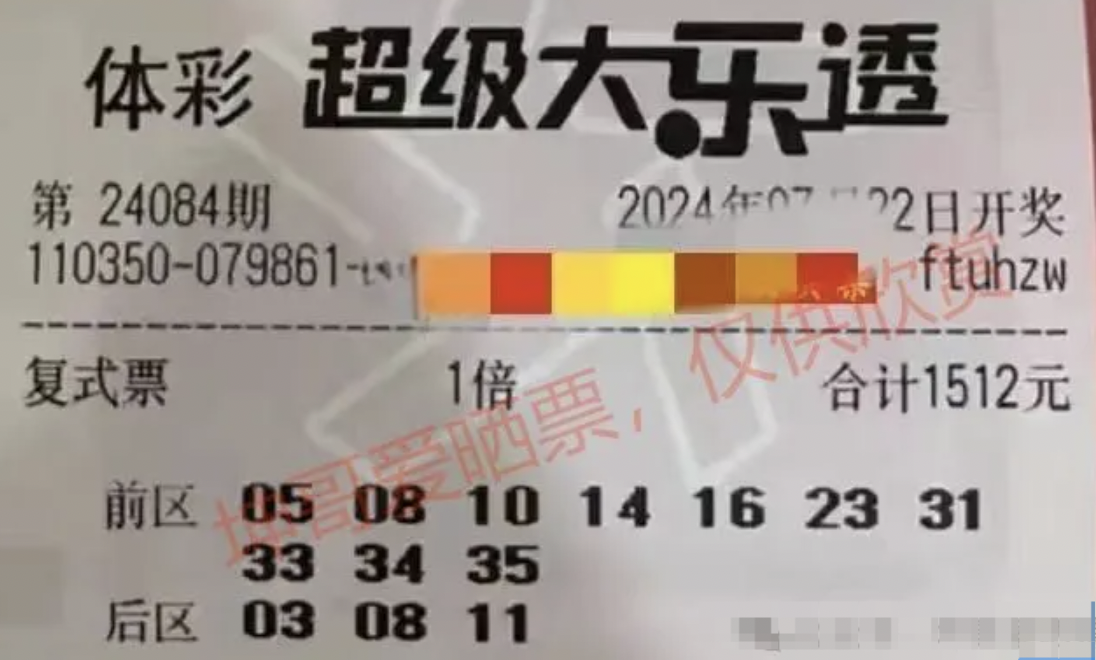 体彩 超级大乐透
第 24084期 2024年07月22日开奖
110350-079861- ftuhzw
复式票 1倍 合计1512元
坤哥爱晒票，仅供欣赏
前区 05 08 10 14 16 23 31
33 34 35
后区 03 08 11